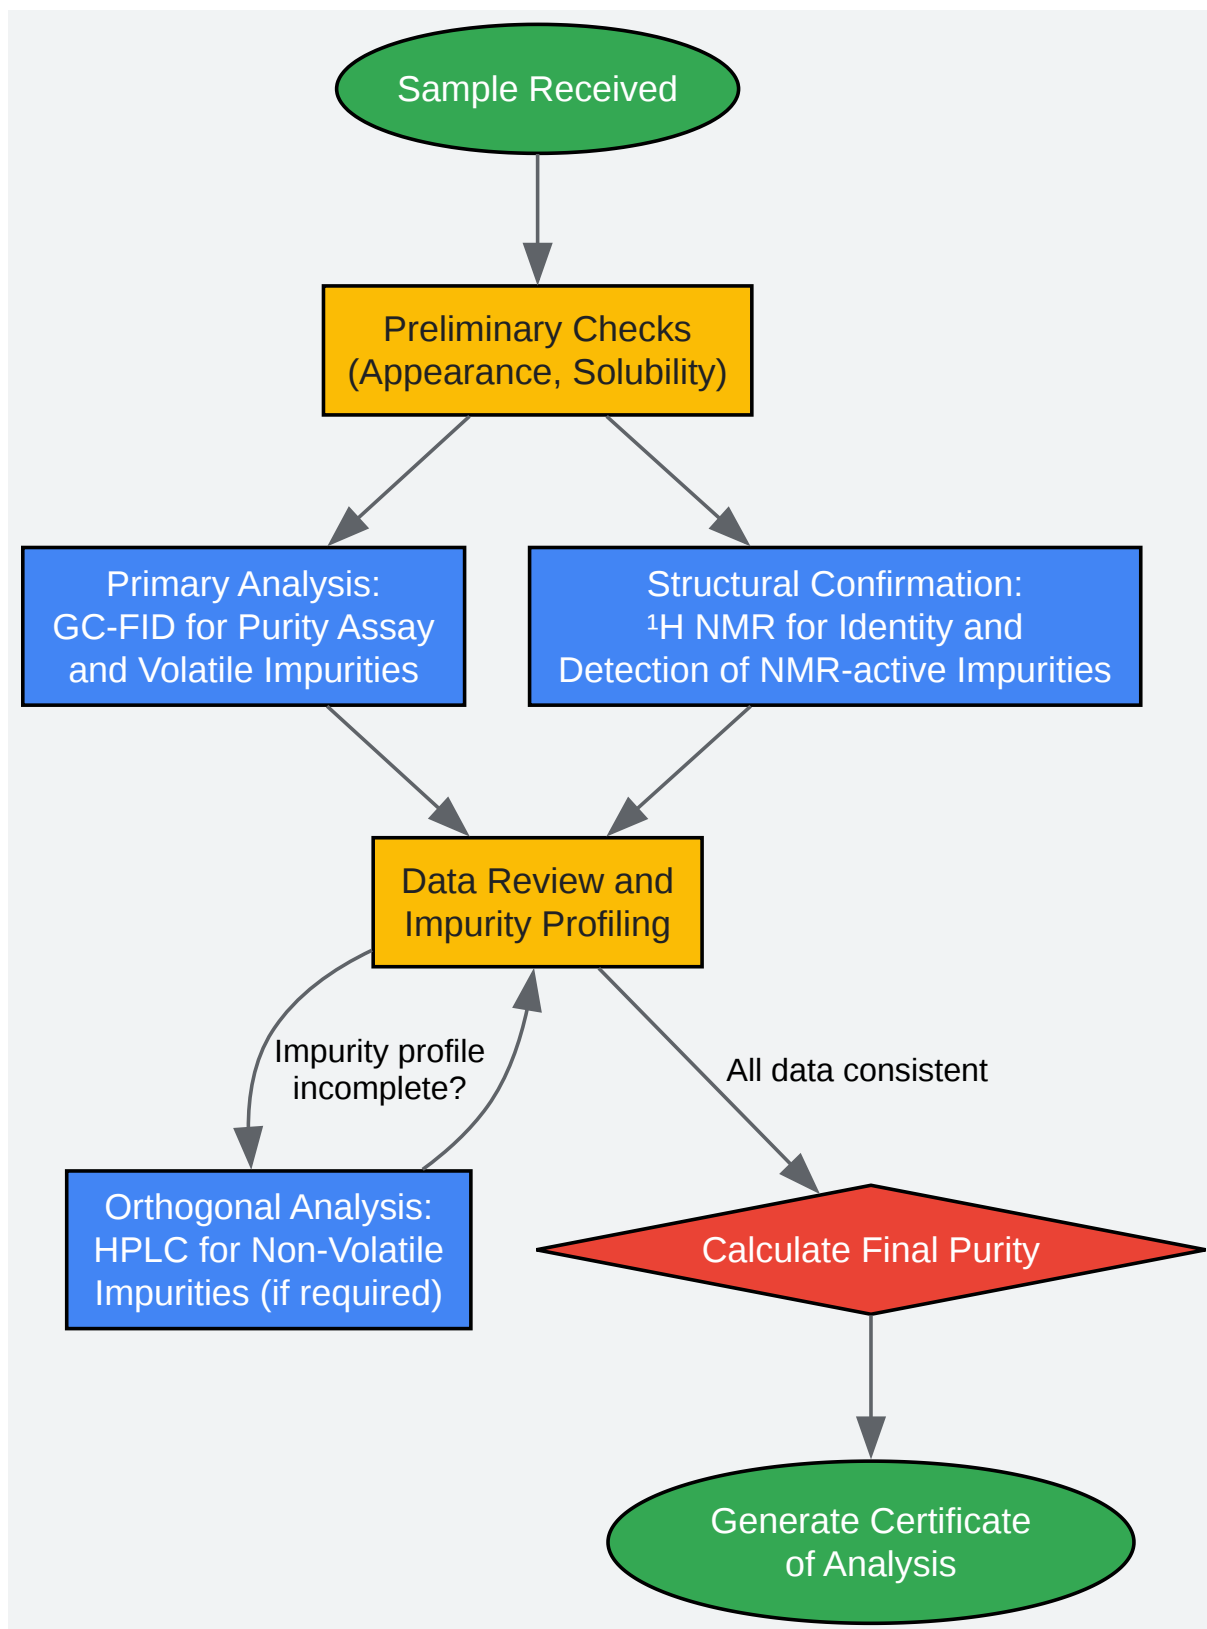 Sample Received
Preliminary Checks
(Appearance, Solubility)
Primary Analysis:
GC-FID for Purity Assay
and Volatile Impurities
Structural Confirmation:
¹H NMR for Identity and
Detection of NMR-active Impurities
Data Review and
Impurity Profiling
Impurity profile
incomplete?
All data consistent
Orthogonal Analysis:
HPLC for Non-Volatile
Impurities (if required)
Calculate Final Purity
Generate Certificate
of Analysis